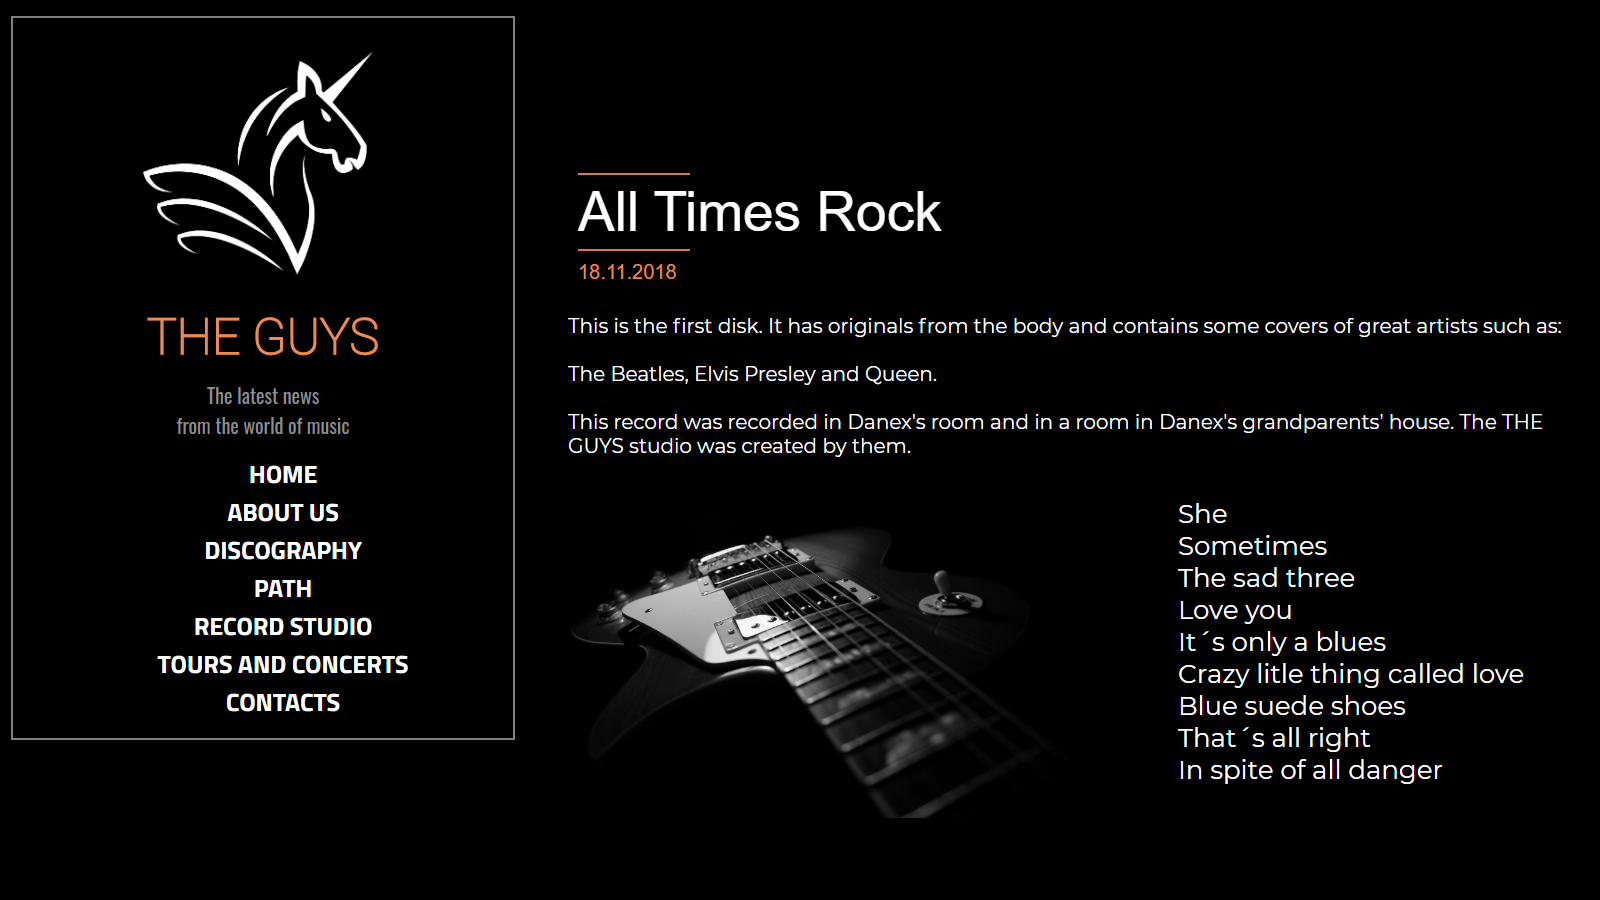 THE GUYS
The latest news
from the world of music
HOME
ABOUT US
DISCOGRAPHY
PATH
RECORD STUDIO
TOURS AND CONCERTS
CONTACTS
All Times Rock
18.11.2018
This is the first disk. It has originals from the body and contains some covers of great artists such as:
The Beatles, Elvis Presley and Queen.
This record was recorded in Danex's room and in a room in Danex's grandparents' house. The THE
GUYS studio was created by them.
She
Sometimes
The sad three
Love you
It´s only a blues
Crazy litle thing called love
Blue suede shoes
That´s all right
In spite of all danger